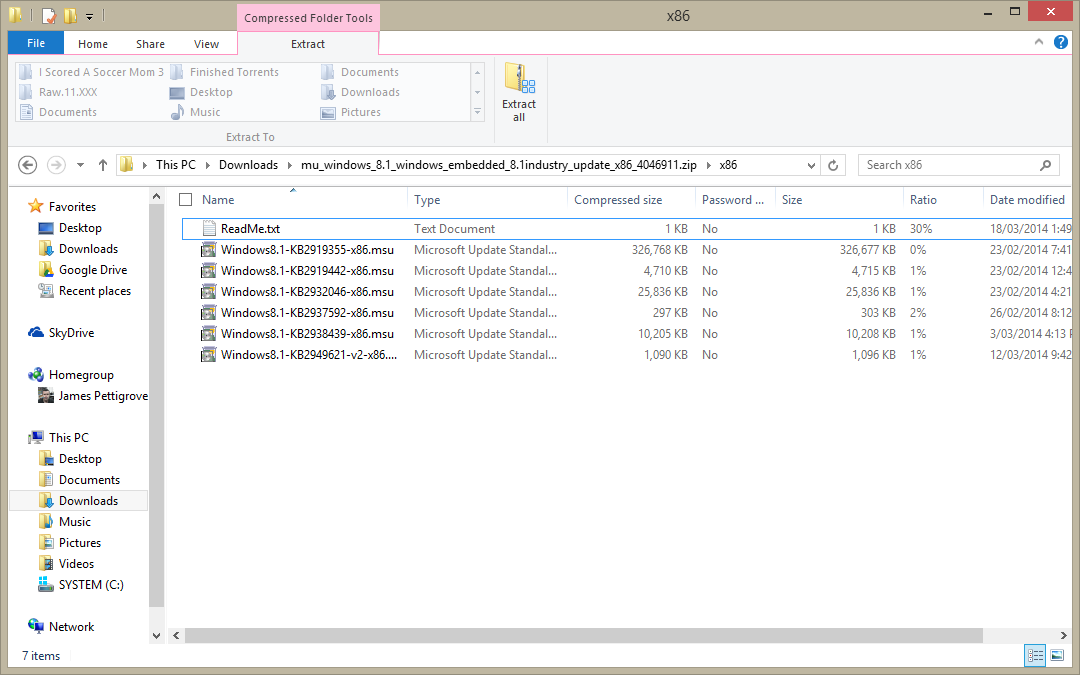 Compressed Folder Tools
x86
File Home Share View Extract
I Scored A Soccer Mom 3 Finished Torrents Documents
Raw.11.XXX Desktop Downloads
Documents Music Pictures
Extract all
Extract To
This PC Downloads mu_windows_8.1_windows_embedded_8.1industry_update_x86_4046911.zip x86
Search x86
Favorites
Desktop
Downloads
Google Drive
Recent places
SkyDrive
Homegroup
James Pettigrove
This PC
Desktop
Documents
Downloads
Music
Pictures
Videos
SYSTEM (C:)
Network
Name Type Compressed size Password ... Size Ratio Date modified
ReadMe.txt Text Document 1 KB No 1 KB 30% 18/03/2014 1:49
Windows8.1-KB2919355-x86.msu Microsoft Update Standal... 326,768 KB No 326,677 KB 0% 23/02/2014 7:41
Windows8.1-KB2919442-x86.msu Microsoft Update Standal... 4,710 KB No 4,715 KB 1% 23/02/2014 12:4
Windows8.1-KB2932046-x86.msu Microsoft Update Standal... 25,836 KB No 25,836 KB 1% 23/02/2014 4:21
Windows8.1-KB2937592-x86.msu Microsoft Update Standal... 297 KB No 303 KB 2% 26/02/2014 8:12
Windows8.1-KB2938439-x86.msu Microsoft Update Standal... 10,205 KB No 10,208 KB 1% 3/03/2014 4:13 P
Windows8.1-KB2949621-v2-x86.... Microsoft Update Standal... 1,090 KB No 1,096 KB 1% 12/03/2014 9:42
7 items